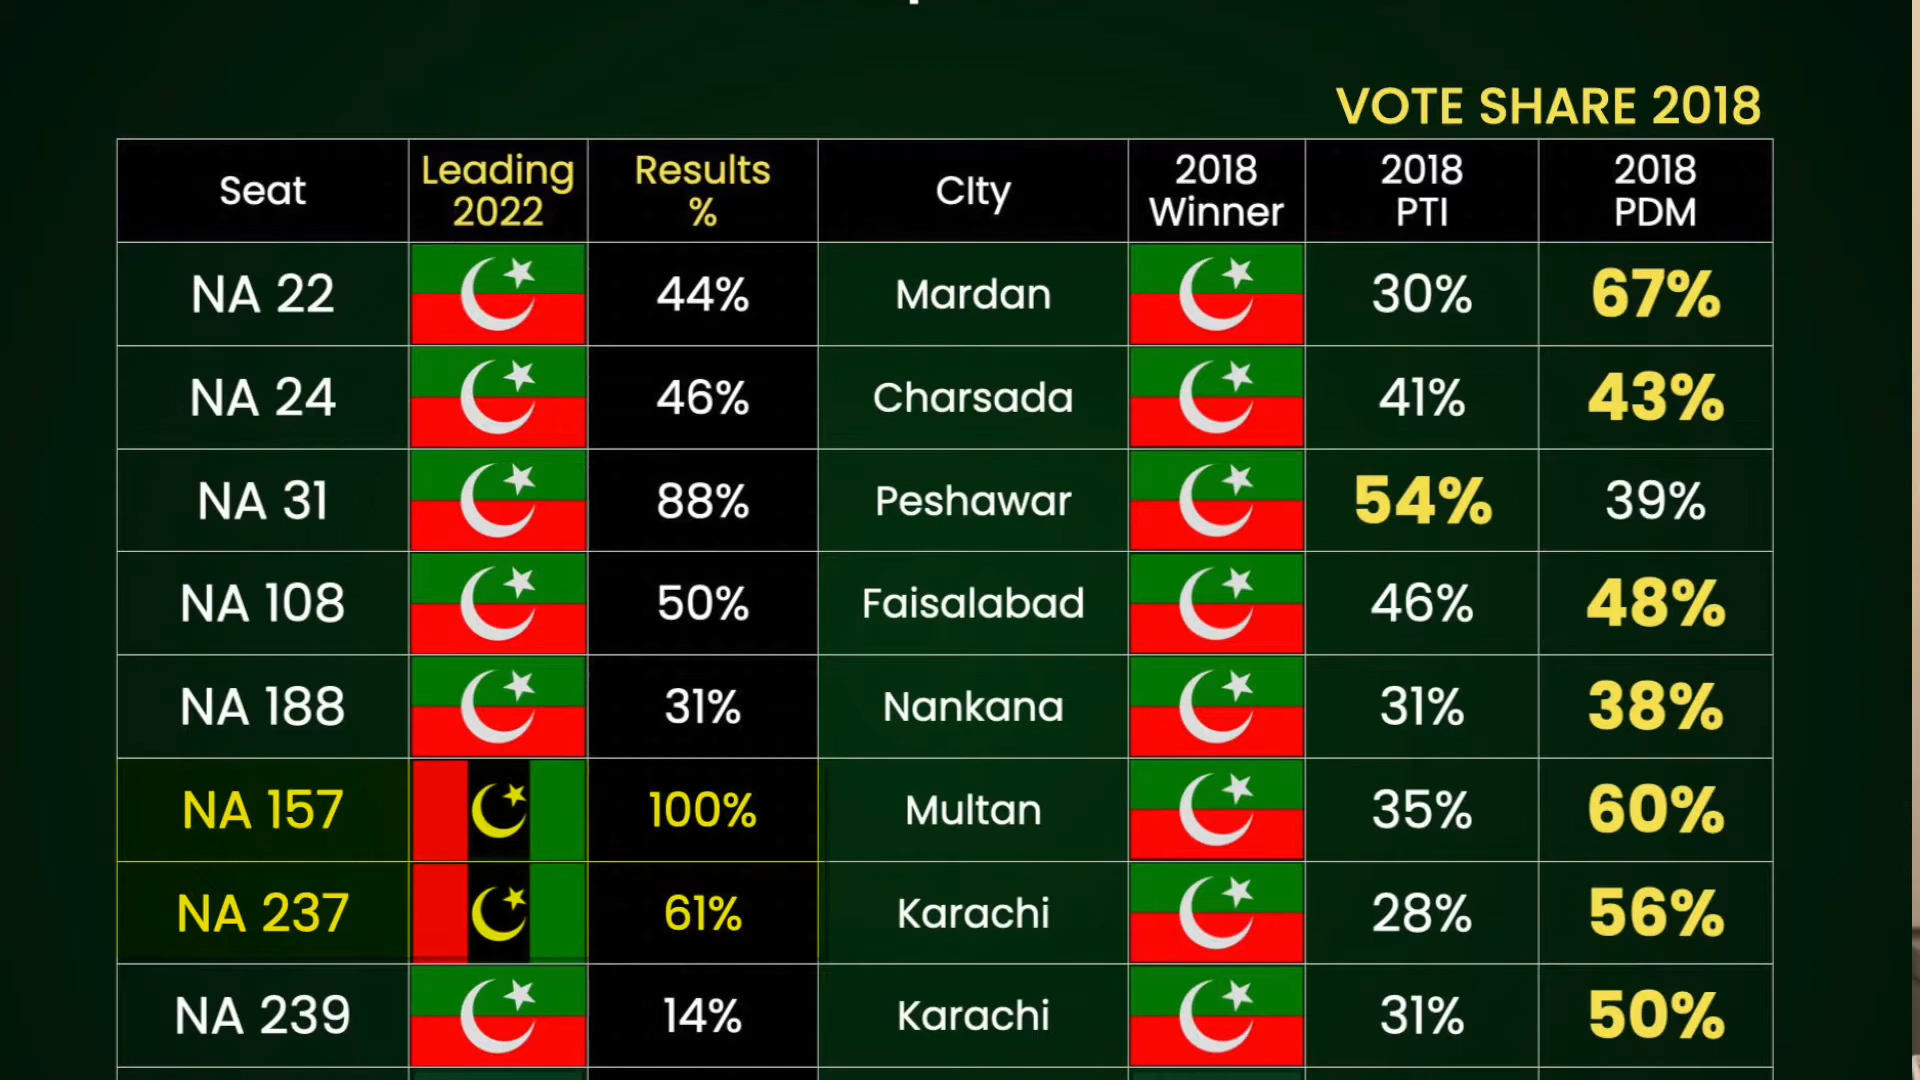 VOTE SHARE 2018
Seat Leading 2022 Results % CIty 2018 Winner 2018 PTI 2018 PDM
NA 22 44% Mardan 30% 67%
NA 24 46% Charsada 41% 43%
NA 31 88% Peshawar 54% 39%
NA 108 50% Faisalabad 46% 48%
NA 188 31% Nankana 31% 38%
NA 157 100% Multan 35% 60%
NA 237 61% Karachi 28% 56%
NA 239 14% Karachi 31% 50%